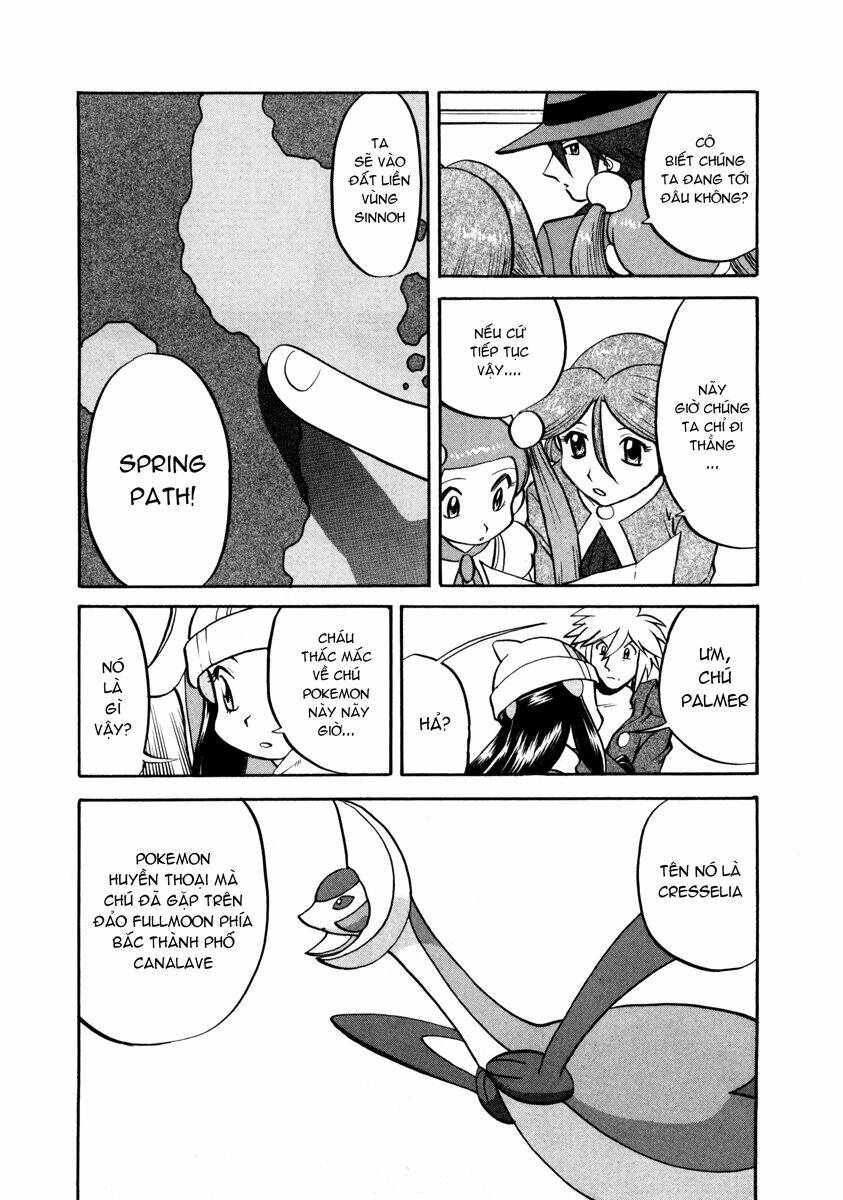 CÔ
BIẾT CHÚNG
TA ĐANG TỚI
ĐÂU KHÔNG?
NÃY
GIỜ CHÚNG
TA CHỈ ĐI
THẲNG
...
NẾU CỨ
TIẾP TỤC
VẬY....
TA
SẼ VÀO
ĐẤT LIỀN
VÙNG
SINNOH
SPRING
PATH!
ƯM,
CHÚ
PALMER
HẢ?
CHÁU
THẮC MẮC
VỀ CHÚ
POKEMON
NÀY NÃY
GIỜ...
NÓ
LÀ
GÌ
VẬY?
TÊN NÓ LÀ
CRESSELIA
POKEMON
HUYỀN THOẠI MÀ
CHÚ ĐÃ GẶP TRÊN
ĐẢO FULLMOON PHÍA
BẮC THÀNH PHỐ
CANALAVE